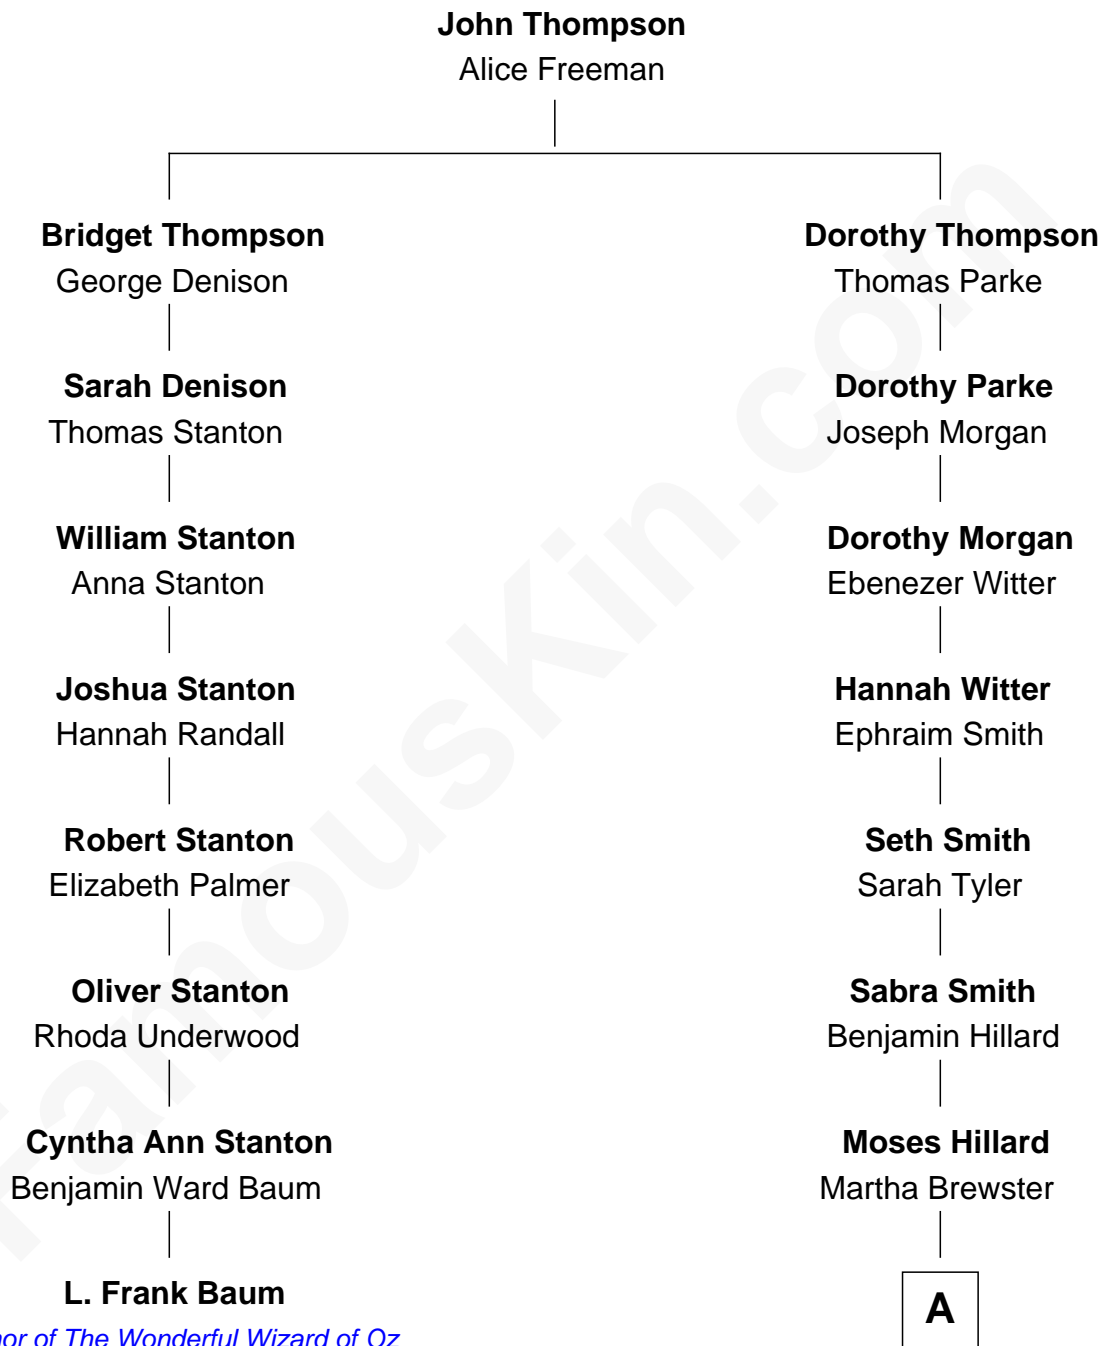 John Thompson
Alice Freeman
Bridget Thompson
George Denison
Sarah Denison
Thomas Stanton
William Stanton
Anna Stanton
Joshua Stanton
Hannah Randall
Robert Stanton
Elizabeth Palmer
Oliver Stanton
Rhoda Underwood
Cyntha Ann Stanton
Benjamin Ward Baum
L. Frank Baum
of The Wonderful Wizard of Oz
Dorothy Thompson
Thomas Parke
Dorothy Parke
Joseph Morgan
Dorothy Morgan
Ebenezer Witter
Hannah Witter
Ephraim Smith
Seth Smith
Sarah Tyler
Sabra Smith
Benjamin Hillard
Moses Hillard
Martha Brewster
A
FamousKin.com